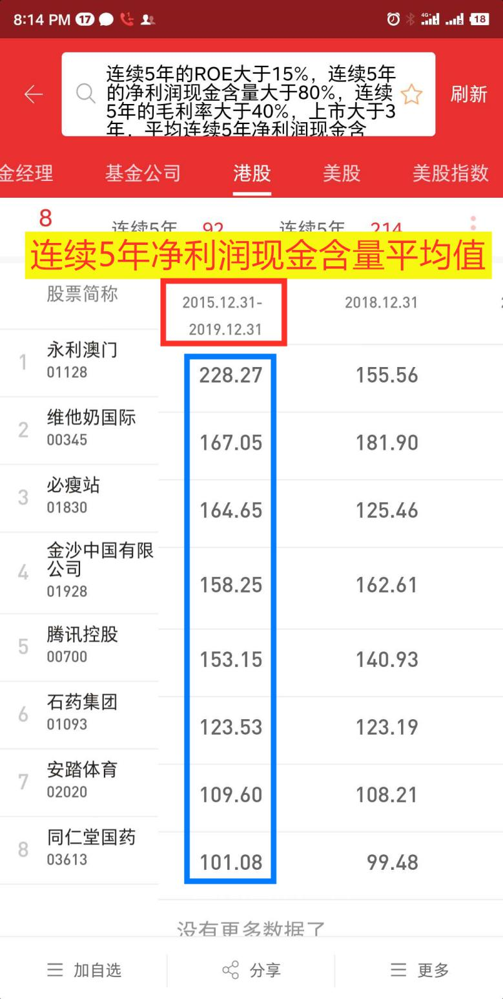 8:14 PM 17 4G+ 2 18
连续5年的ROE大于15%，连续5年
的净利润现金含量大于80%，连续
5年的毛利率大于40%，上市大于3
年，平均连续5年净利润现金含
刷新
金经理 基金公司 港股 美股 美股指数
8 连续5年 92 连续5年 214
连续5年净利润现金含量平均值
股票简称 2015.12.31- 2018.12.31
2019.12.31
1 永利澳门 228.27 155.56
01128
2 维他奶国际 167.05 181.90
00345
3 必瘦站 164.65 125.46
01830
4 金沙中国有限
公司 158.25 162.61
01928
5 腾讯控股 153.15 140.93
00700
6 石药集团 123.53 123.19
01093
7 安踏体育 109.60 108.21
02020
8 同仁堂国药 101.08 99.48
03613
没有更多数据了
加自选 分享 更多